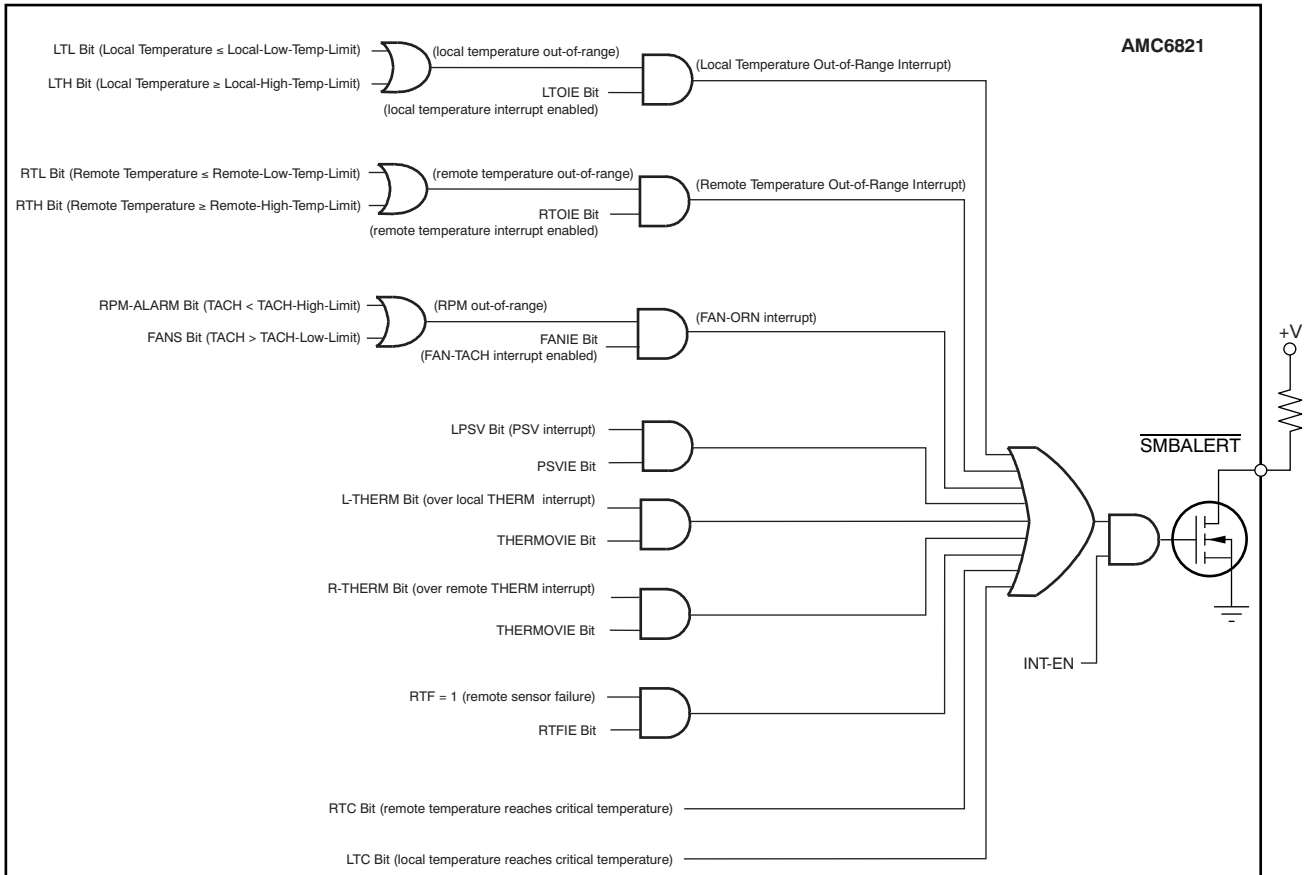 AMC6821
LTL Bit (Local Temperature ≤ Local-Low-Temp-Limit)
(local temperature out-of-range)
LTH Bit (Local Temperature ≥ Local-High-Temp-Limit)
(Local Temperature Out-of-Range Interrupt)
LTOIE Bit
(local temperature interrupt enabled)
RTL Bit (Remote Temperature ≤ Remote-Low-Temp-Limit)
(remote temperature out-of-range)
RTH Bit (Remote Temperature ≥ Remote-High-Temp-Limit)
(Remote Temperature Out-of-Range Interrupt)
RTOIE Bit
(remote temperature interrupt enabled)
RPM-ALARM Bit (TACH < TACH-High-Limit)
(RPM out-of-range)
FANS Bit (TACH > TACH-Low-Limit)
(FAN-ORN interrupt)
FANIE Bit
(FAN-TACH interrupt enabled)
+V
LPSV Bit (PSV interrupt)
PSVIE Bit
SMBALERT
L-THERM Bit (over local THERM interrupt)
THERMOVIE Bit
R-THERM Bit (over remote THERM interrupt)
THERMOVIE Bit
INT-EN
RTF = 1 (remote sensor failure)
RTFIE Bit
RTC Bit (remote temperature reaches critical temperature)
LTC Bit (local temperature reaches critical temperature)